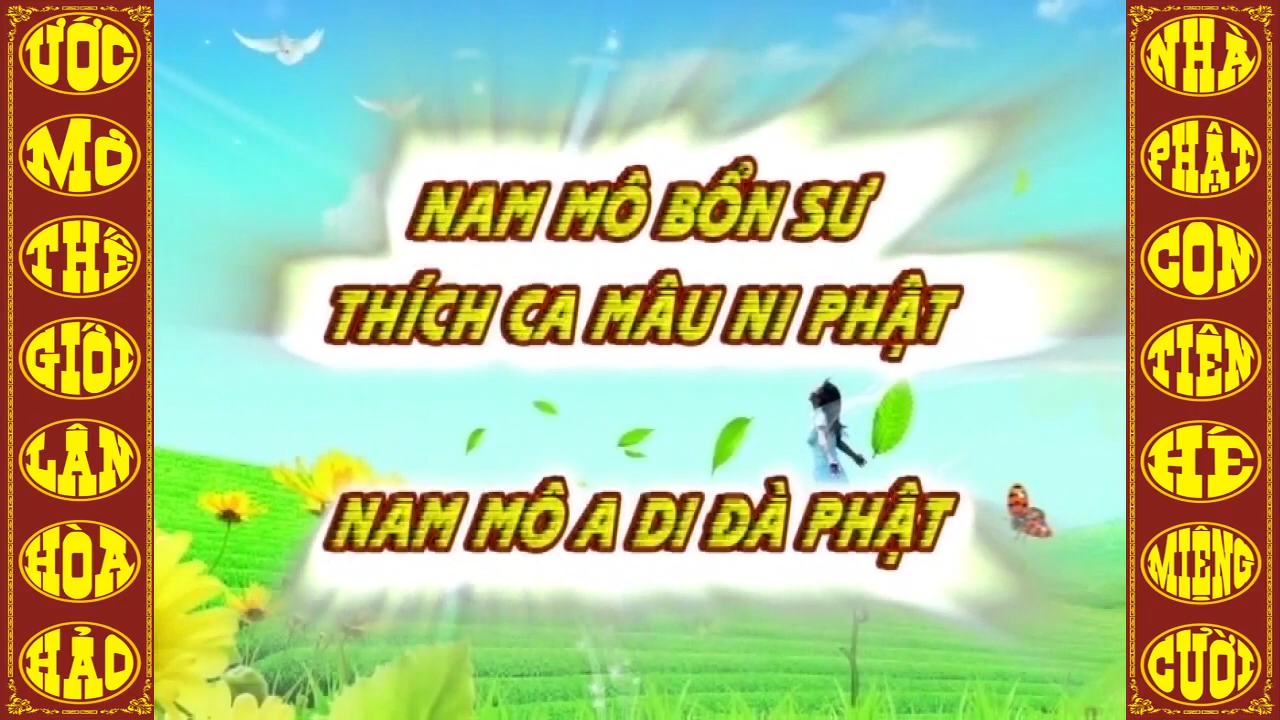 ƯỚC
MƠ
THẾ
GIỚI
LÂN
HÒA
HẢO
NAM MÔ BỔN SƯ
THÍCH CA MÂU NI PHẬT
NAM MÔ A DI ĐÀ PHẬT
NHÀ
PHẬT
CON
TIÊN
HÉ
MIỆNG
CƯỜI